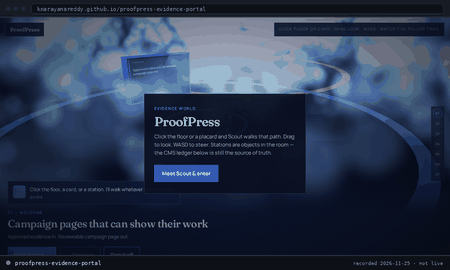 knarayanareddy.github.io/proofpress-evidence-portal
ProofPress
EVIDENCE WORLD
ProofPress
Click the floor or a placard and Scout walks that path. Drag
to look. WASD to steer. Stations are objects in the room —
the CMS ledger below is still the source of truth.
Meet Scout & enter
Click the floor, a card, or a station. I'll walk whatever
WELCOME
Campaign pages that can show their work
proofpress-evidence-portal
recorded 2026-11-25 · not live